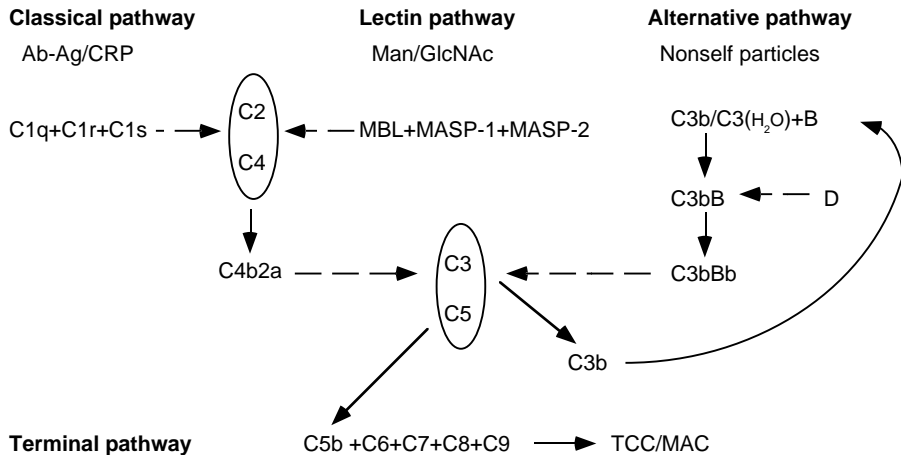 Classical pathway Lectin pathway Alternative pathway
Ab-Ag/CRP Man/GlcNAc Nonself particles
C1q+C1r+C1s C2 MBL+MASP-1+MASP-2 C3b/C3(H₂O)+B
C4
C3bB D
C4b2a C3 C3bBb
C5
C3b
Terminal pathway C5b +C6+C7+C8+C9 TCC/MAC